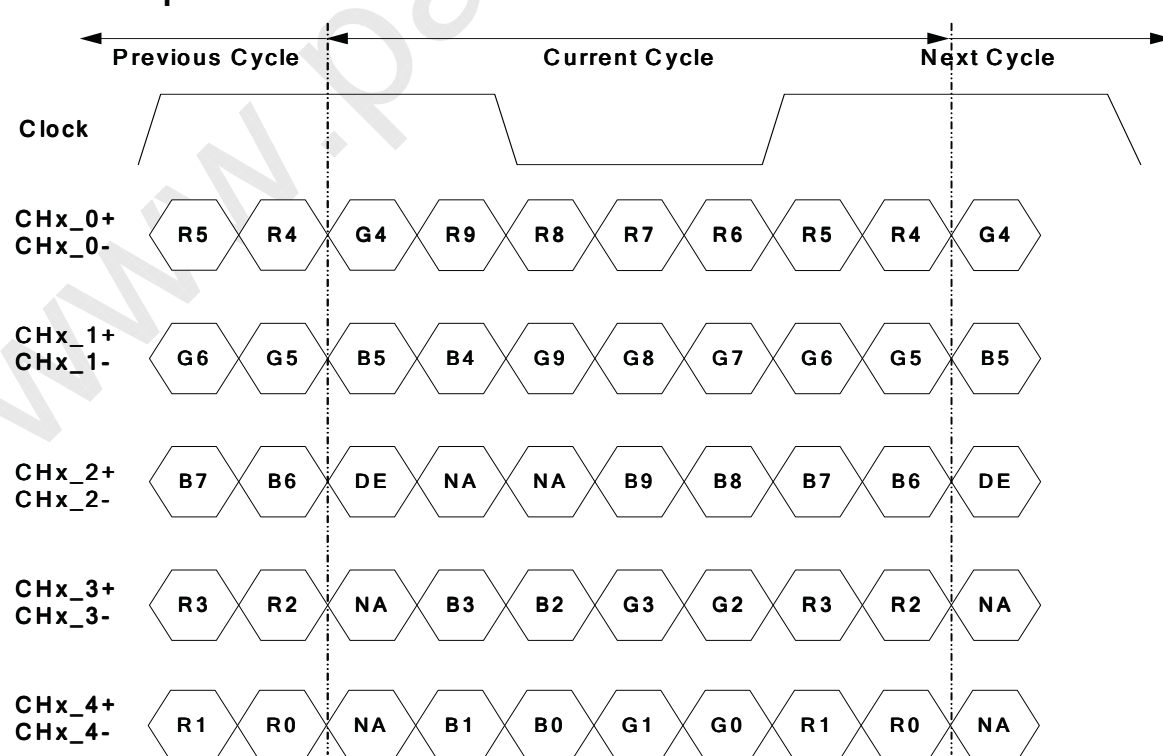 Previous Cycle Current Cycle Next Cycle
Clock
CHx_0+
CHx_0-
R5 R4 G4 R9 R8 R7 R6 R5 R4 G4
CHx_1+
CHx_1-
G6 G5 B5 B4 G9 G8 G7 G6 G5 B5
CHx_2+
CHx_2-
B7 B6 DE NA NA B9 B8 B7 B6 DE
CHx_3+
CHx_3-
R3 R2 NA B3 B2 G3 G2 R3 R2 NA
CHx_4+
CHx_4-
R1 R0 NA B1 B0 G1 G0 R1 R0 NA
www.pa